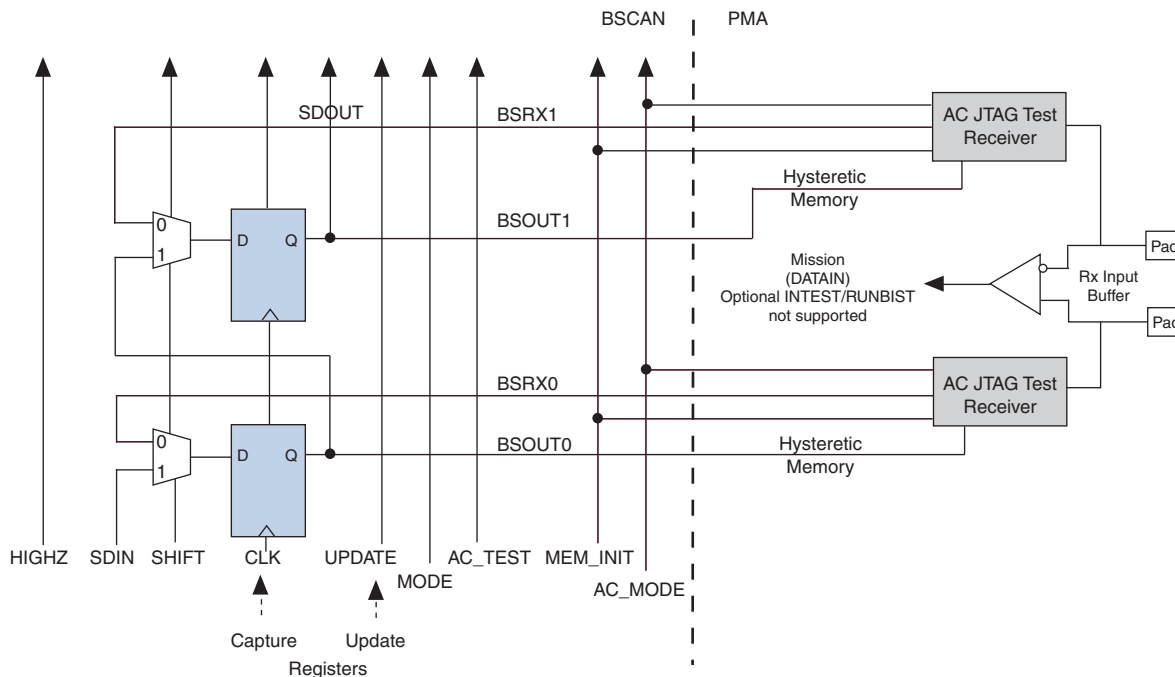 BSCAN
PMA
SDOUT
BSRX1
AC JTAG Test
Receiver
Hysteretic
Memory
0
1
D
Q
BSOUT1
Mission
(DATAIN)
Optional INTEST/RUNBIST
not supported
Rx Input
Buffer
BSRX0
AC JTAG Test
Receiver
0
1
D
Q
BSOUT0
Hysteretic
Memory
HIGHZ
SDIN
SHIFT
CLK
UPDATE
MODE
AC_TEST
MEM_INIT
AC_MODE
Capture
Update
Registers